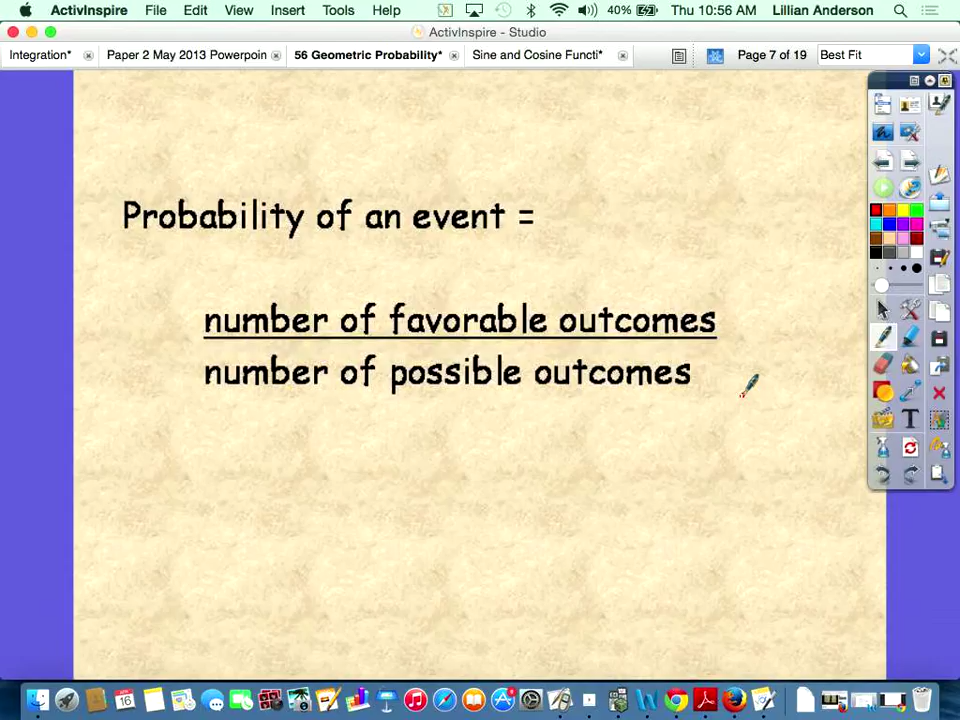 ActivInspire File Edit View Insert Tools Help 40% Thu 10:56 AM Lillian Anderson
ActivInspire - Studio
Integration* Paper 2 May 2013 Powerpoin 56 Geometric Probability* Sine and Cosine Functi* Page 7 of 19 Best Fit
Probability of an event =
number of favorable outcomes
number of possible outcomes